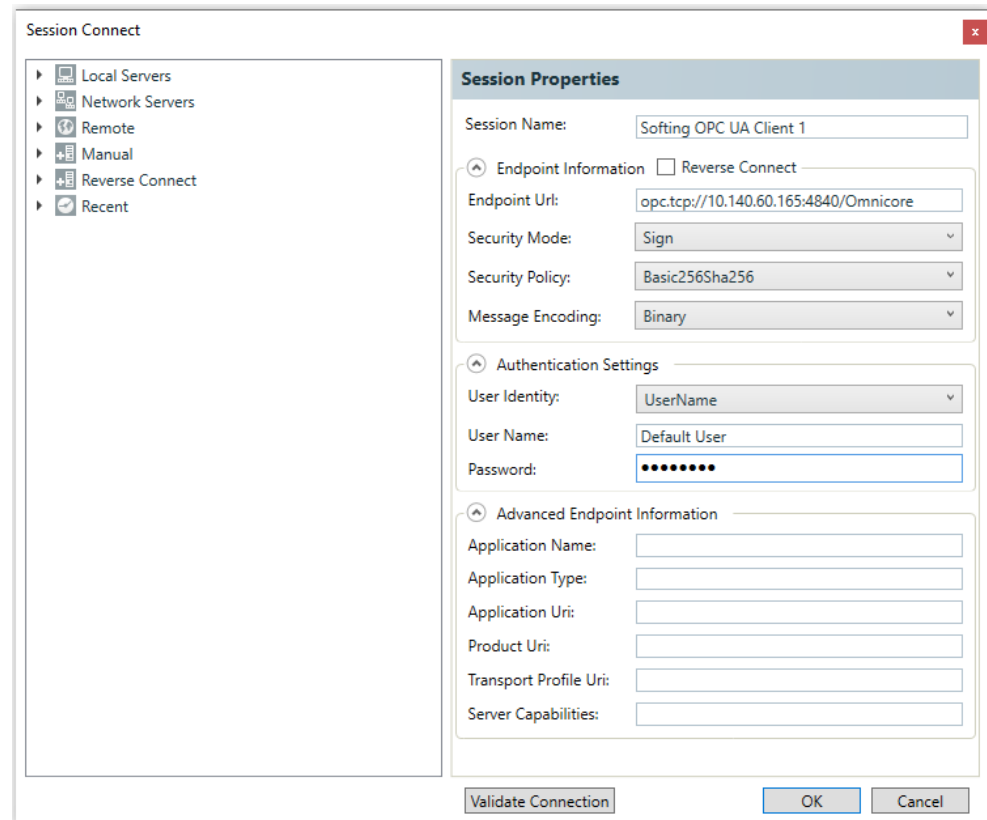 Session Connect
x
Local Servers
Network Servers
Remote
Manual
Reverse Connect
Recent
Session Properties
Session Name: Softing OPC UA Client 1
Endpoint Information Reverse Connect
Endpoint Url: opc.tcp://10.140.60.165:4840/Omnicore
Security Mode: Sign
Security Policy: Basic256Sha256
Message Encoding: Binary
Authentication Settings
User Identity: UserName
User Name: Default User
Password: ●●●●●●●●
Advanced Endpoint Information
Application Name:
Application Type:
Application Uri:
Product Uri:
Transport Profile Uri:
Server Capabilities:
Validate Connection OK Cancel